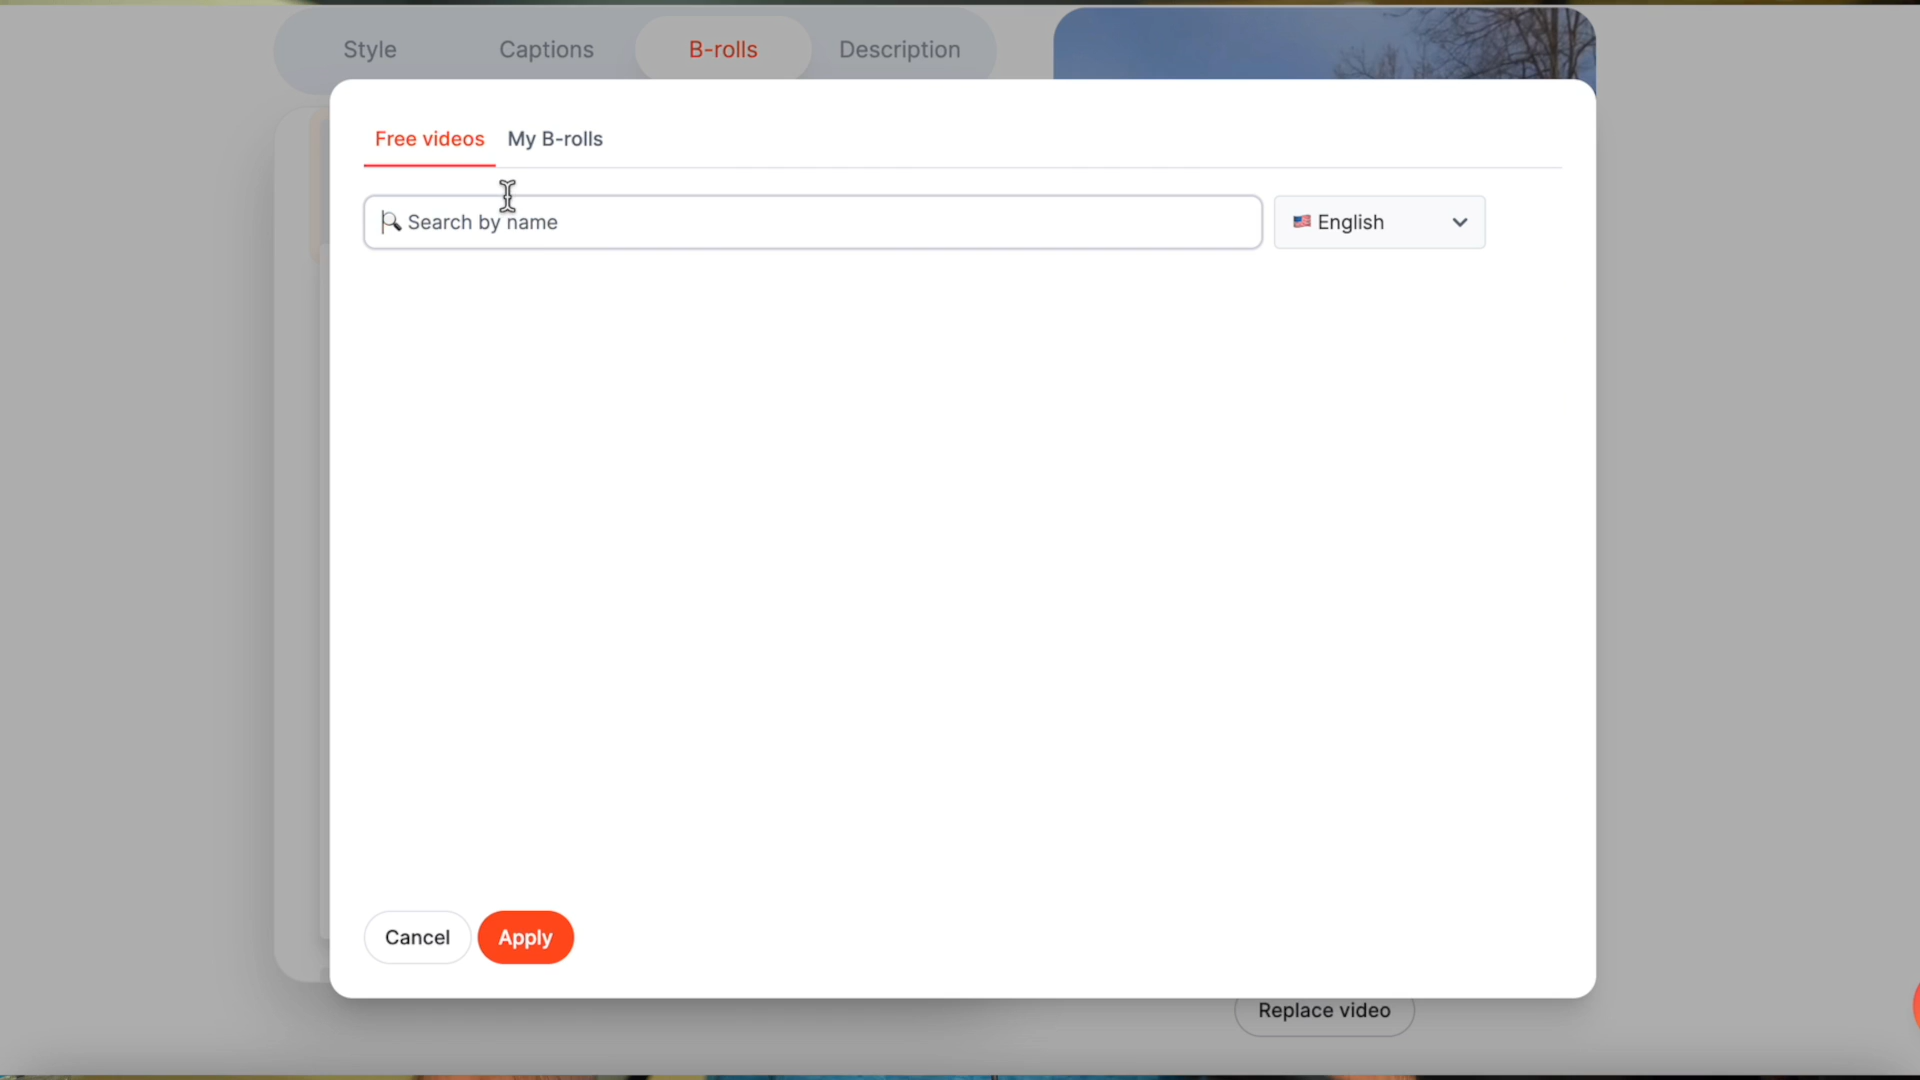 Style Captions B-rolls Description
Free videos My B-rolls
Search by name English
Cancel Apply
Replace video